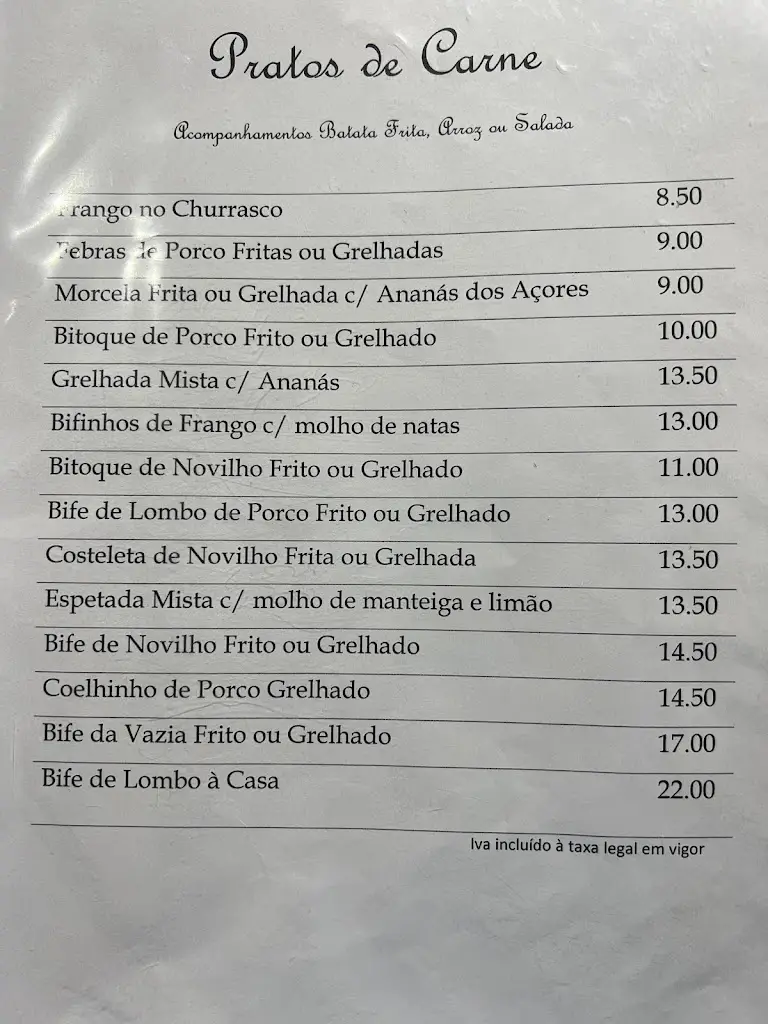 Pratos de Carne
Acompanhamentos Batata Frita, Arroz ou Salada
Frango no Churrasco 8.50
Febras de Porco Fritas ou Grelhadas 9.00
Morcela Frita ou Grelhada c/ Ananás dos Açores 9.00
Bitoque de Porco Frito ou Grelhado 10.00
Grelhada Mista c/ Ananás 13.50
Bifinhos de Frango c/ molho de natas 13.00
Bitoque de Novilho Frito ou Grelhado 11.00
Bife de Lombo de Porco Frito ou Grelhado 13.00
Costeleta de Novilho Frita ou Grelhada 13.50
Espetada Mista c/ molho de manteiga e limão 13.50
Bife de Novilho Frito ou Grelhado 14.50
Coelhinho de Porco Grelhado 14.50
Bife da Vazia Frito ou Grelhado 17.00
Bife de Lombo à Casa 22.00
Iva incluído à taxa legal em vigor